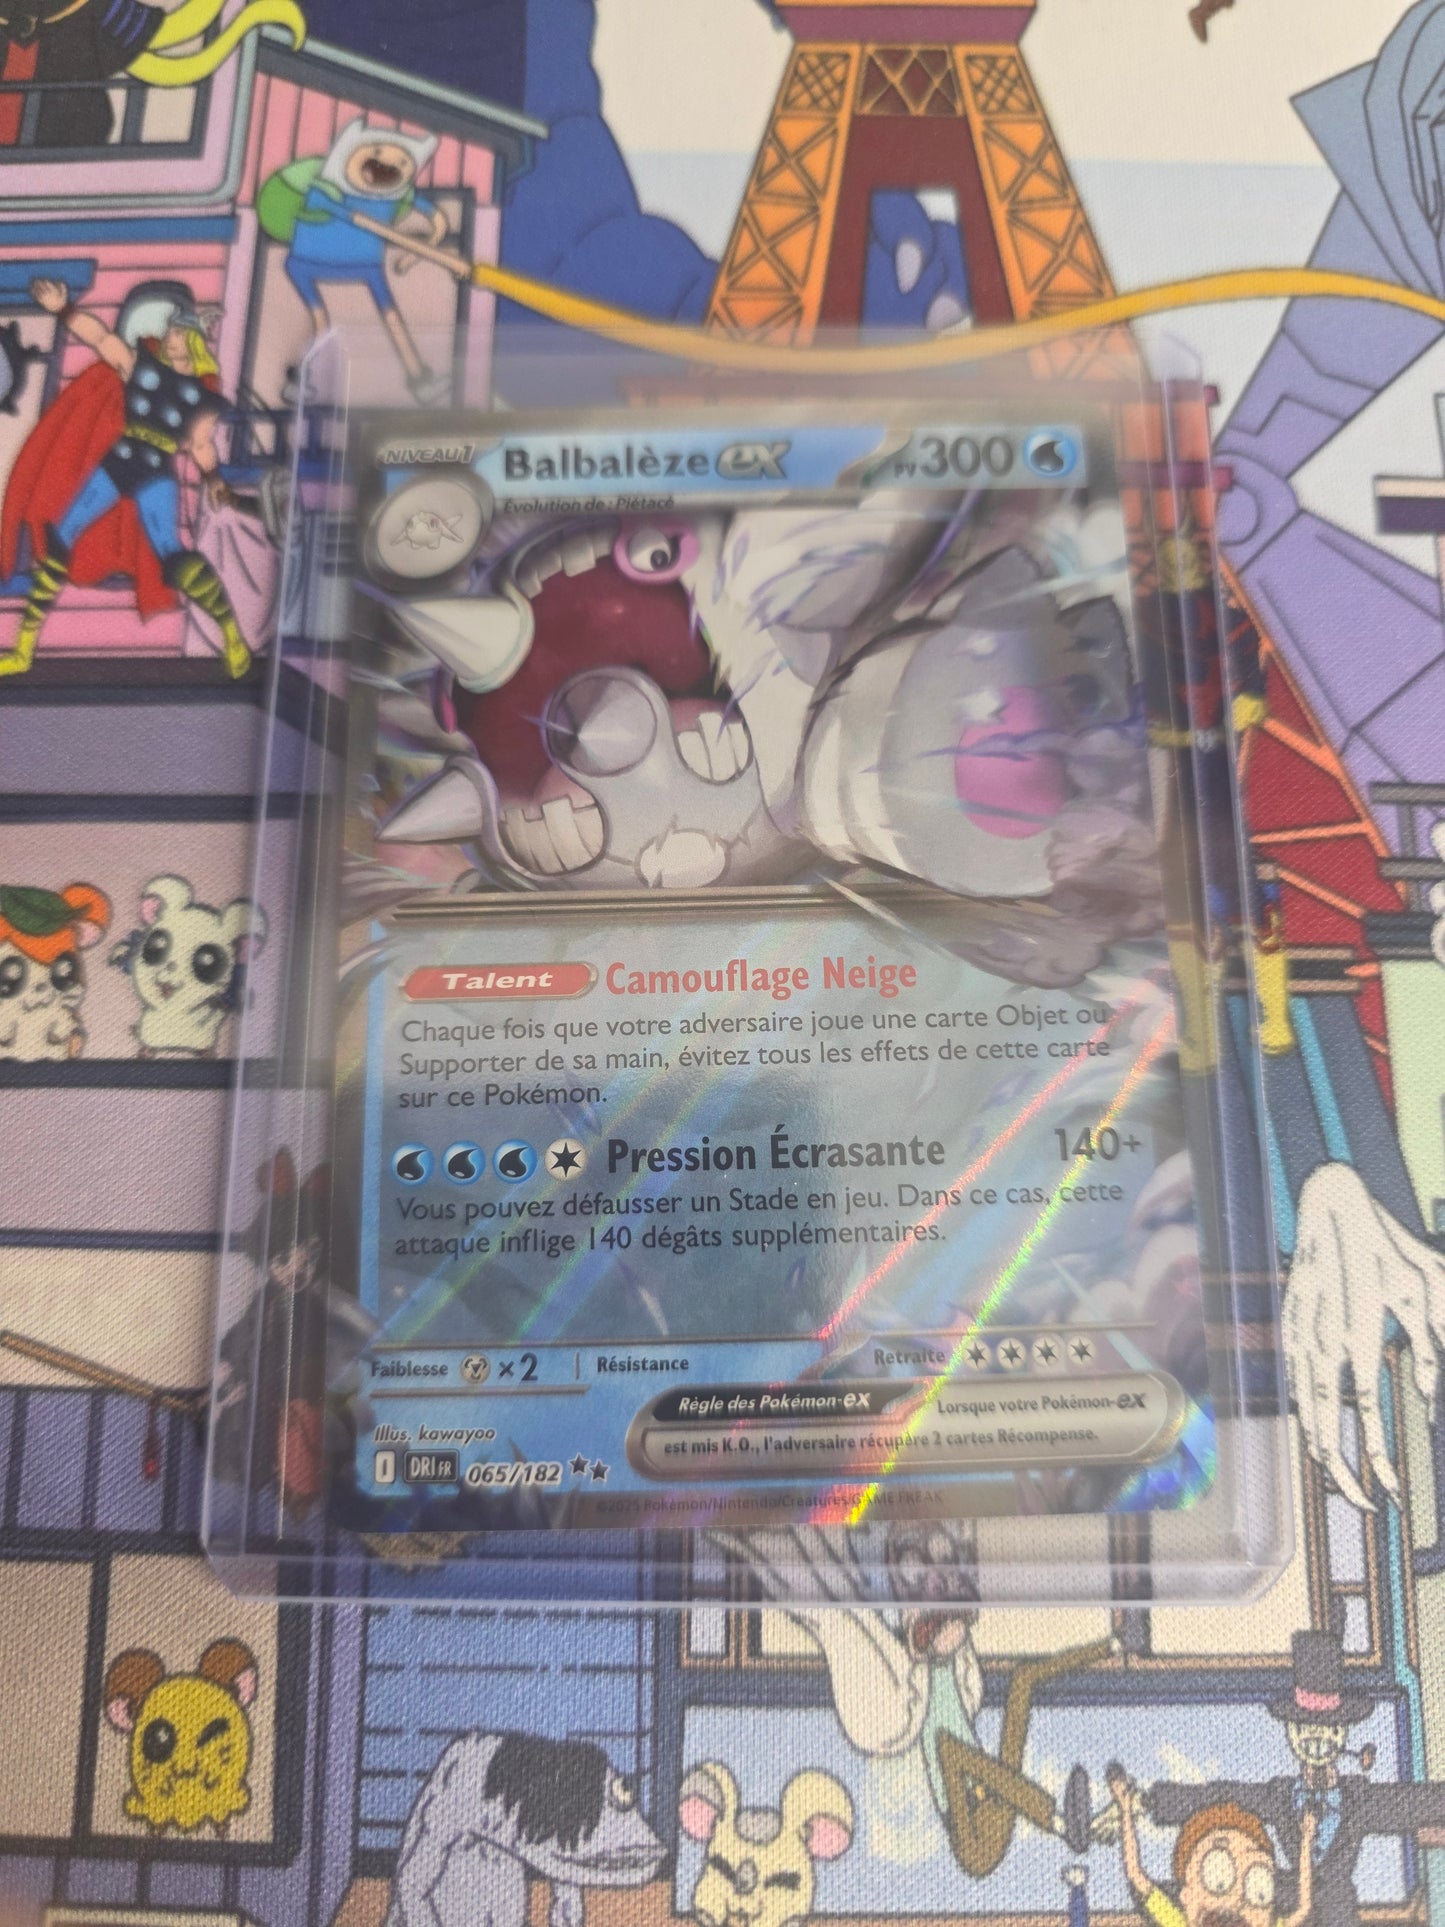 NIVEAU 1
Balbalèze ex
PV 300
Évolution de : Piétacé
Talent Camouflage Neige
Chaque fois que votre adversaire joue une carte Objet ou
Supporter de sa main, évitez tous les effets de cette carte
sur ce Pokémon.
Pression Écrasante 140+
Vous pouvez défausser un Stade en jeu. Dans ce cas, cette
attaque inflige 140 dégâts supplémentaires.
Faiblesse ×2 Résistance Retraite
Règle des Pokémon-ex Lorsque votre Pokémon-ex
est mis K.O., l'adversaire récupère 2 cartes Récompense.
Illus. kawayoo
I DRI FR 065/182
©2025 Pokémon/Nintendo/Creatures/GAME FREAK